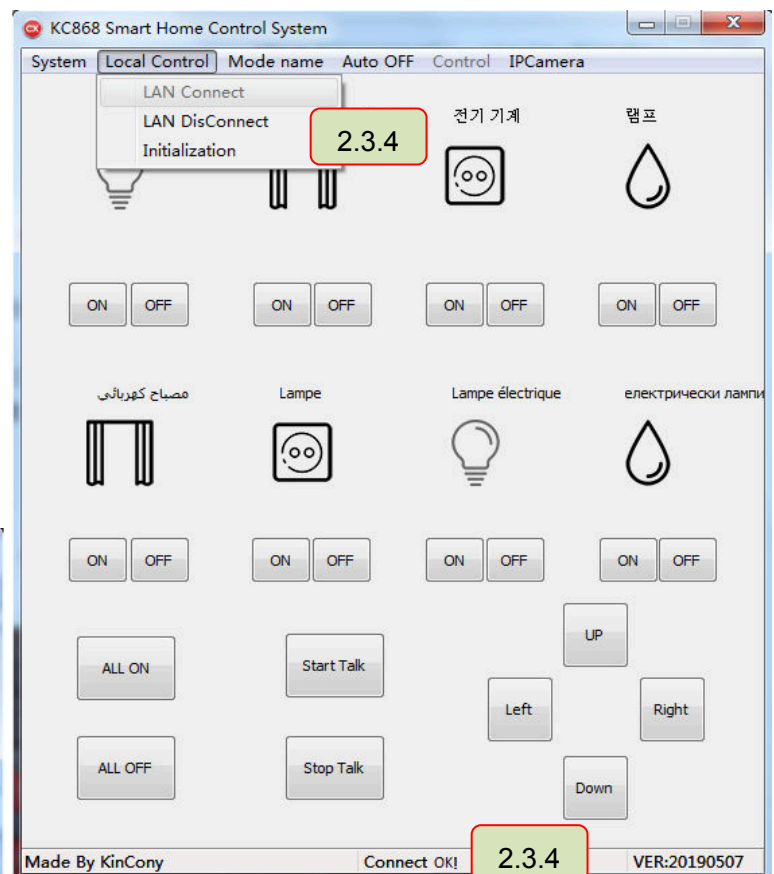 KC868 Smart Home Control System
System Local Control Mode name Auto OFF Control IPCamera
LAN Connect
LAN DisConnect
Initialization
2.3.4
전기 기계
램프
ON OFF ON OFF ON OFF ON OFF
مصباح كهربائي Lampe Lampe électrique електрически лампи
ON OFF ON OFF ON OFF ON OFF
ALL ON Start Talk UP
Left Right
ALL OFF Stop Talk Down
Made By KinCony Connect OK! 2.3.4 VER:20190507